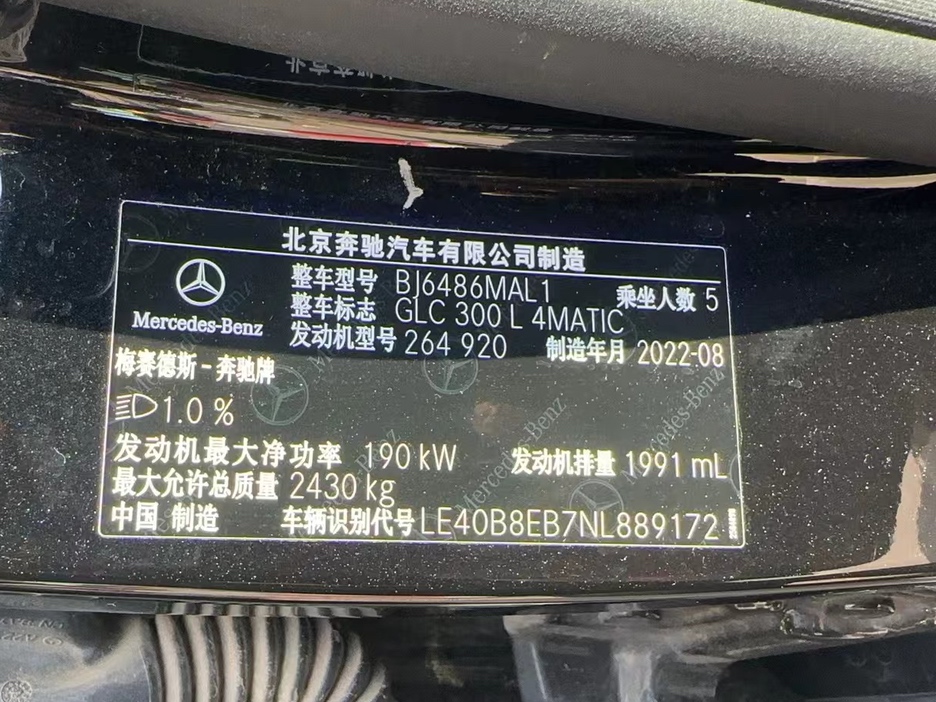 北京奔驰汽车有限公司制造
整车型号 BJ6486MAL1 乘坐人数 5
整车标志 GLC 300 L 4MATIC
Mercedes-Benz
发动机型号 264 920 制造年月 2022-08
梅赛德斯-奔驰牌
1.0 %
发动机最大净功率 190 kW 发动机排量 1991 mL
最大允许总质量 2430 kg
中国 制造 车辆识别代号 LE40B8EB7NL889172